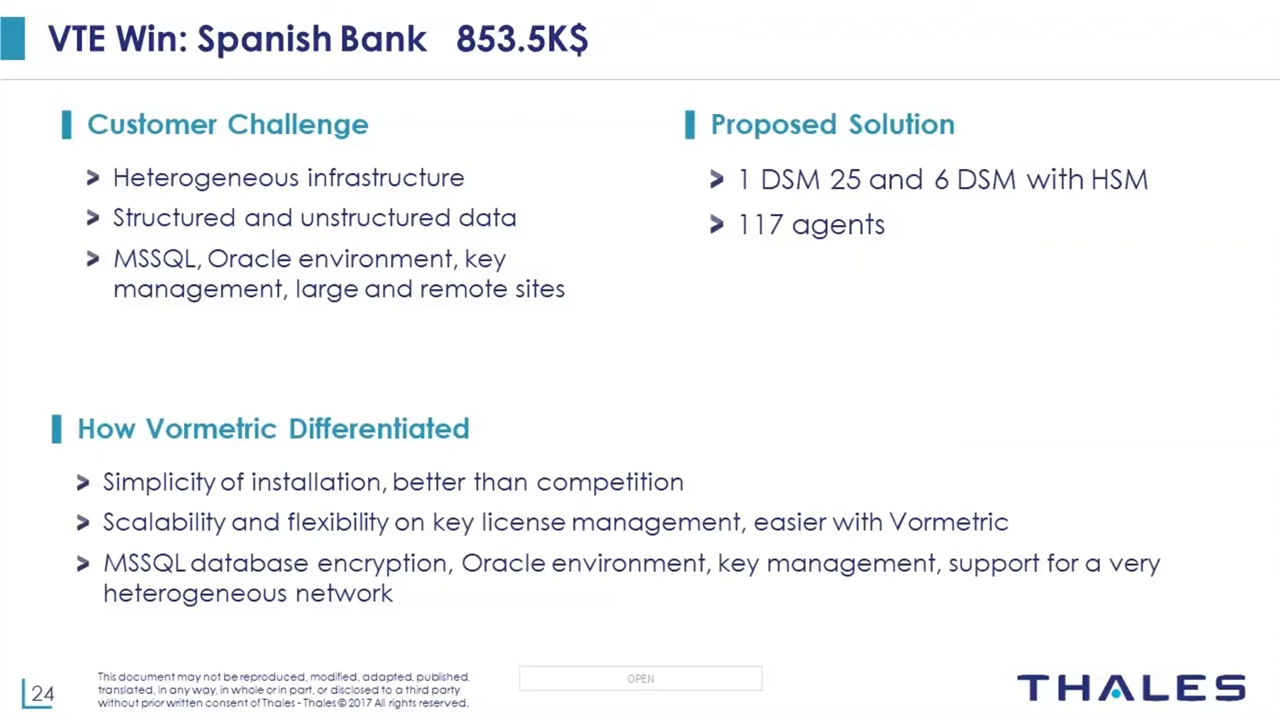 VTE Win: Spanish Bank 853.5K$
Customer Challenge
Heterogeneous infrastructure
Structured and unstructured data
MSSQL, Oracle environment, key
management, large and remote sites
Proposed Solution
1 DSM 25 and 6 DSM with HSM
117 agents
How Vormetric Differentiated
Simplicity of installation, better than competition
Scalability and flexibility on key license management, easier with Vormetric
MSSQL database encryption, Oracle environment, key management, support for a very
heterogeneous network
24
This document may not be reproduced, modified, adapted, published,
translated, in any way, in whole or in part, or disclosed to a third party
without prior written consent of Thales - Thales © 2017 All rights reserved.
OPEN
THALES